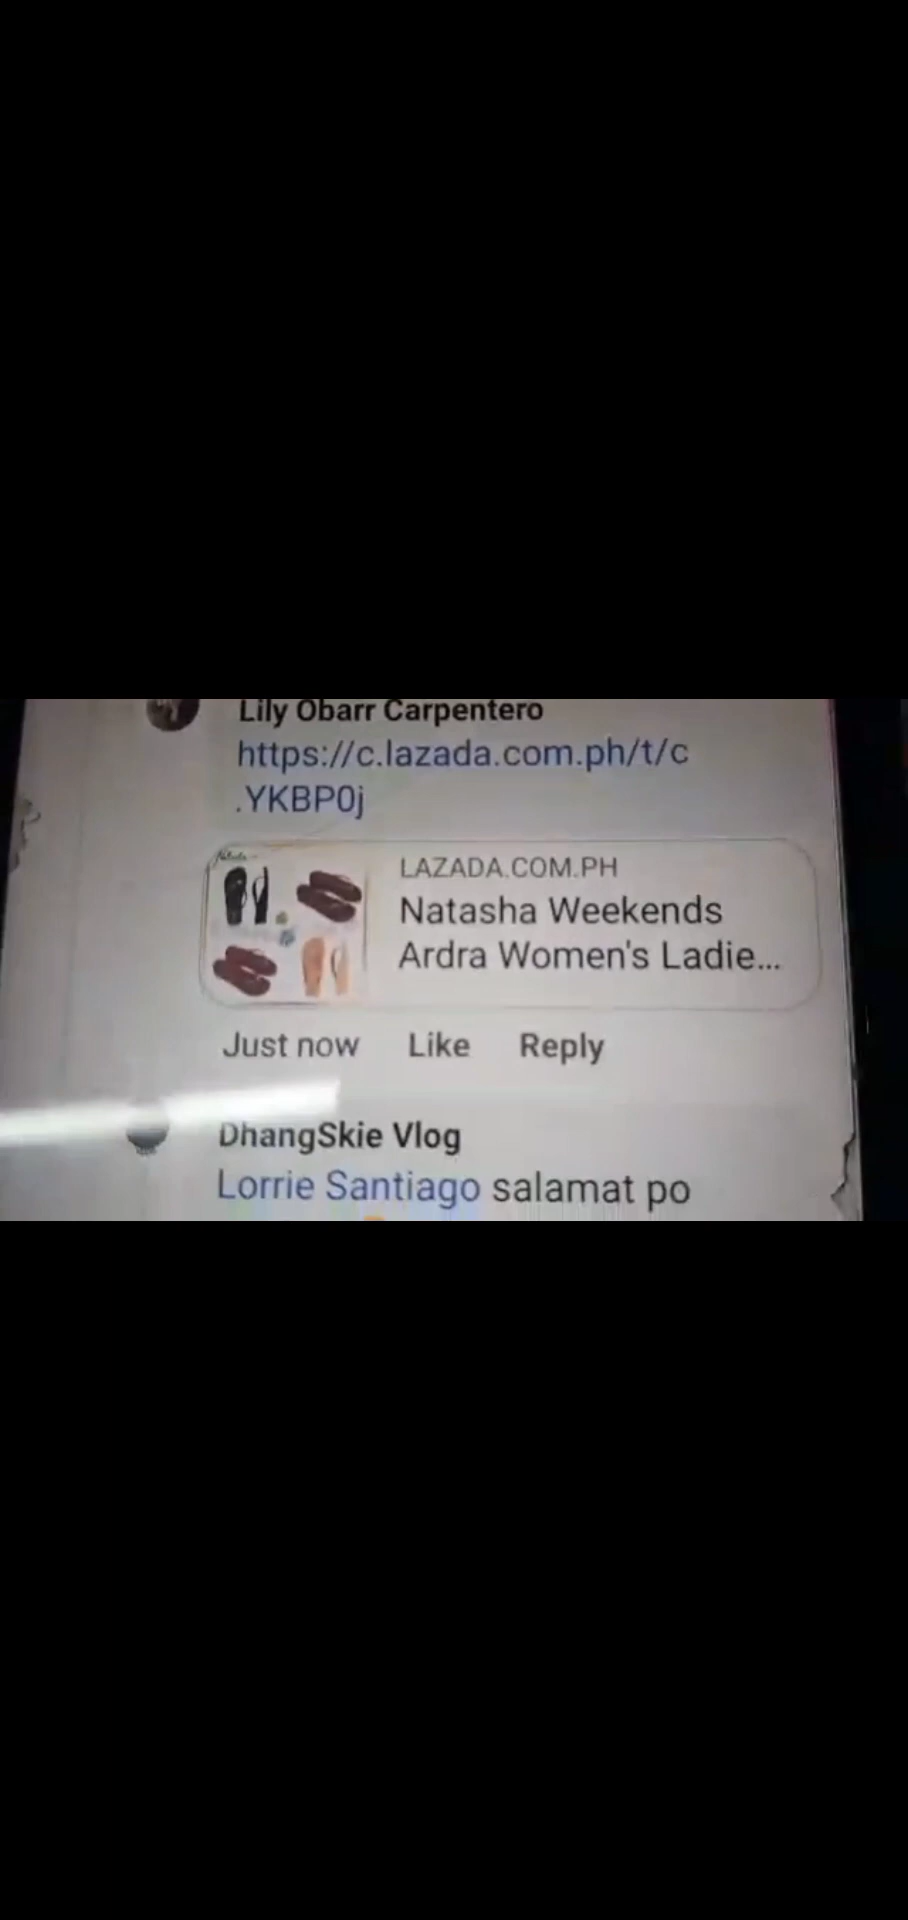 Lily Obarr Carpentero
https://c.lazada.com.ph/t/c
.YKBP0j
LAZADA.COM.PH
Natasha Weekends
Ardra Women's Ladie...
Just now Like Reply
DhangSkie Vlog
Lorrie Santiago salamat po